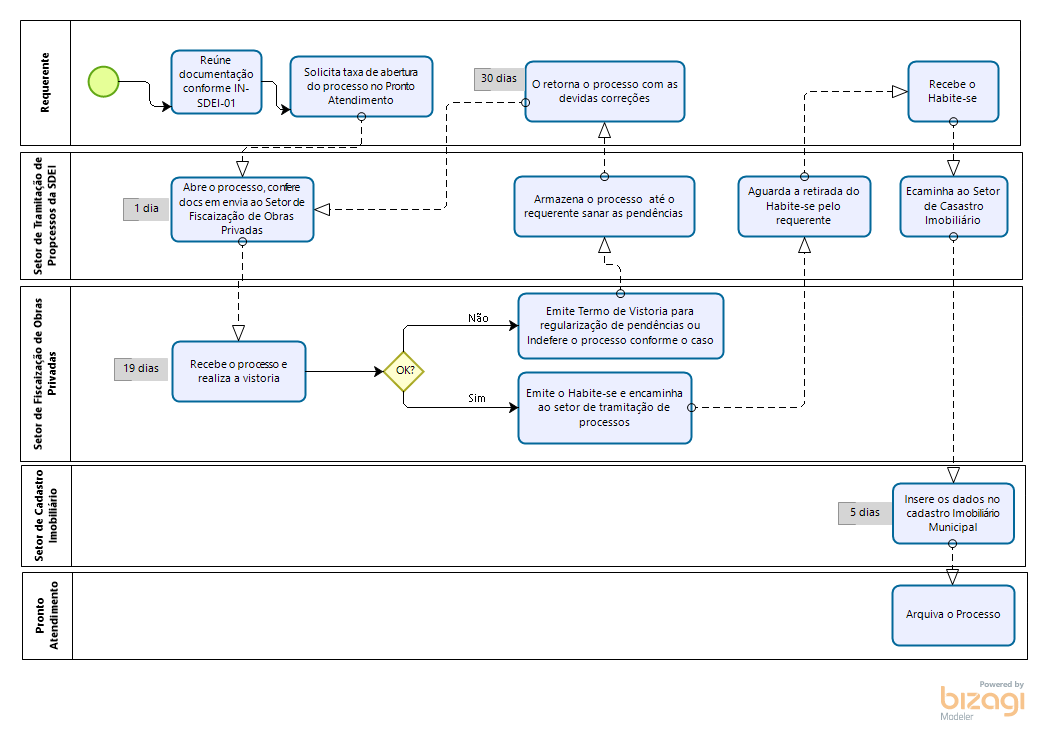 Requerente
Reúne
documentação
conforme IN-
SDEI-01
Solicita taxa de abertura
do processo no Pronto
Atendimento
30 dias
O retorna o processo com as
devidas correções
Recebe o
Habite-se
Setor de Tramitação de
Propcessos da SDEI
1 dia
Abre o processo, confere
docs em envia ao Setor de
Fiscaização de Obras
Privadas
Armazena o processo até o
requerente sanar as pendências
Aguarda a retirada do
Habite-se pelo
requerente
Ecaminha ao Setor
de Casastro
Imobiliário
Setor de Fiscaização de Obras
Privadas
19 dias
Recebe o processo e
realiza a vistoria
OK?
Não
Emite Termo de Vistoria para
regularização de pendências ou
Indefere o processo conforme o caso
Sim
Emite o Habite-se e encaminha
ao setor de tramitação de
processos
Setor de Cadastro
Imobiliário
5 dias
Insere os dados no
cadastro Imobiliário
Municipal
Pronto
Atendimento
Arquiva o Processo
Powered by
bizagi
Modeler